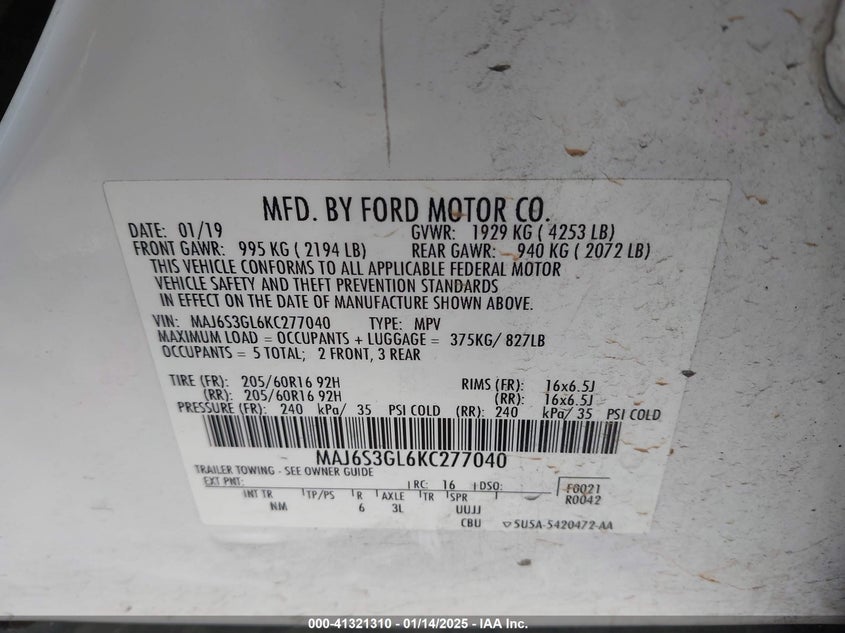 MFD. BY FORD MOTOR CO.
DATE: 01/19 GVWR: 1929 KG ( 4253 LB)
FRONT GAWR: 995 KG ( 2194 LB) REAR GAWR: 940 KG ( 2072 LB)
THIS VEHICLE CONFORMS TO ALL APPLICABLE FEDERAL MOTOR
VEHICLE SAFETY AND THEFT PREVENTION STANDARDS
IN EFFECT ON THE DATE OF MANUFACTURE SHOWN ABOVE.
VIN: MAJ6S3GL6KC277040 TYPE: MPV
MAXIMUM LOAD = OCCUPANTS + LUGGAGE = 375KG/ 827LB
OCCUPANTS = 5 TOTAL; 2 FRONT, 3 REAR
TIRE (FR): 205/60R16 92H RIMS (FR): 16x6.5J
(RR): 205/60R16 92H (RR): 16x6.5J
PRESSURE (FR): 240 kPa/ 35 PSI COLD (RR): 240 kPa/ 35 PSI COLD
MAJ6S3GL6KC277040
TRAILER TOWING - SEE OWNER GUIDE
EXT PNT: RC: 16 DSO: F0021
R0042
INT TR TP/PS R AXLE TR SPR
NM 6 3L UUJJ
CBU SU5A-5420472-AA
000-41321310 - 01/14/2025 - IAA Inc.